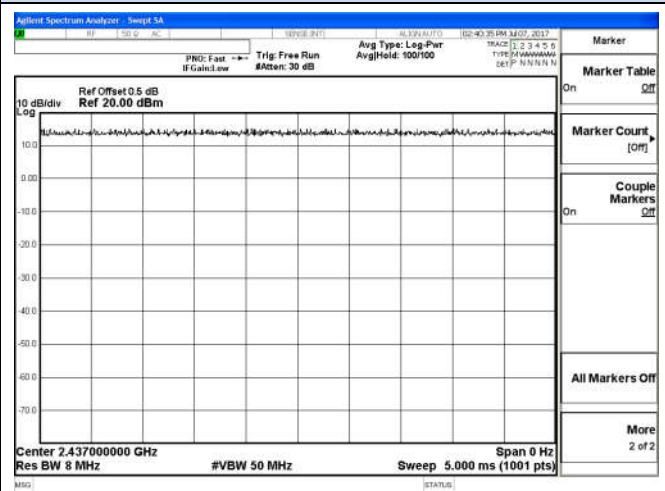 Agilent Spectrum Analyzer - Swept SA
RF 50 Ω AC SENSE:INT ALIGN AUTO 02:40:35 PM Jul 07, 2017
Marker
PNO: Fast
IFGain:Low
Trig: Free Run
#Atten: 30 dB
Avg Type: Log-Pwr
Avg|Hold: 100/100
TRACE 1 2 3 4 5 6
TYPE M
DET P N N N N N
Ref Offset 0.5 dB
10 dB/div Ref 20.00 dBm
Log
10.0
0.00
-10.0
-20.0
-30.0
-40.0
-50.0
-60.0
-70.0
Center 2.437000000 GHz Span 0 Hz
Res BW 8 MHz #VBW 50 MHz Sweep 5.000 ms (1001 pts)
MSG STATUS
Marker Table
On Off
Marker Count
[Off]
Couple
Markers
On Off
All Markers Off
More
2 of 2